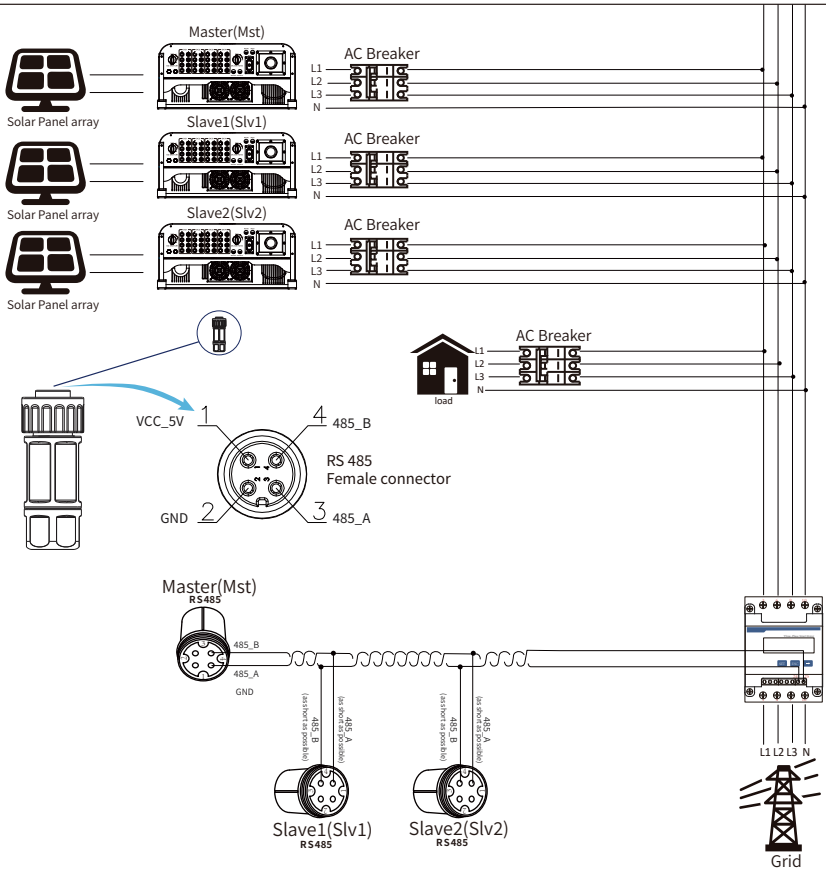 Master(Mst)
AC Breaker
L1
L2
L3
N
Solar Panel array
Slave1(Slv1)
AC Breaker
L1
L2
L3
N
Solar Panel array
Slave2(Slv2)
AC Breaker
L1
L2
L3
N
Solar Panel array
AC Breaker
L1
L2
L3
N
load
VCC_5V
1
4
485_B
RS 485
Female connector
GND
2
3
485_A
1
4
2
3
Master(Mst)
RS485
485_B
485_A
GND
485_B
(as short as possible)
485_A
(as short as possible)
485_B
(as short as possible)
485_A
(as short as possible)
Slave1(Slv1)
RS485
Slave2(Slv2)
RS485
L1 L2 L3 N
Grid